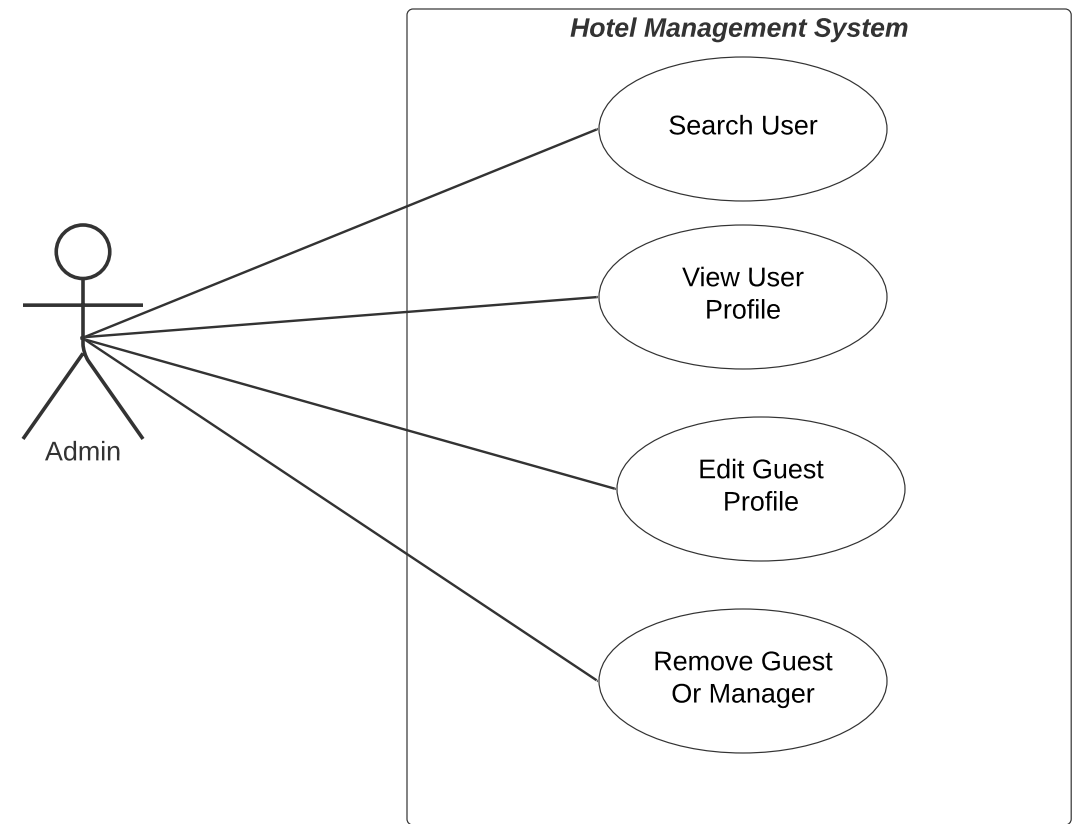 Hotel Management System
Search User
View User
Profile
Admin
Edit Guest
Profile
Remove Guest
Or Manager